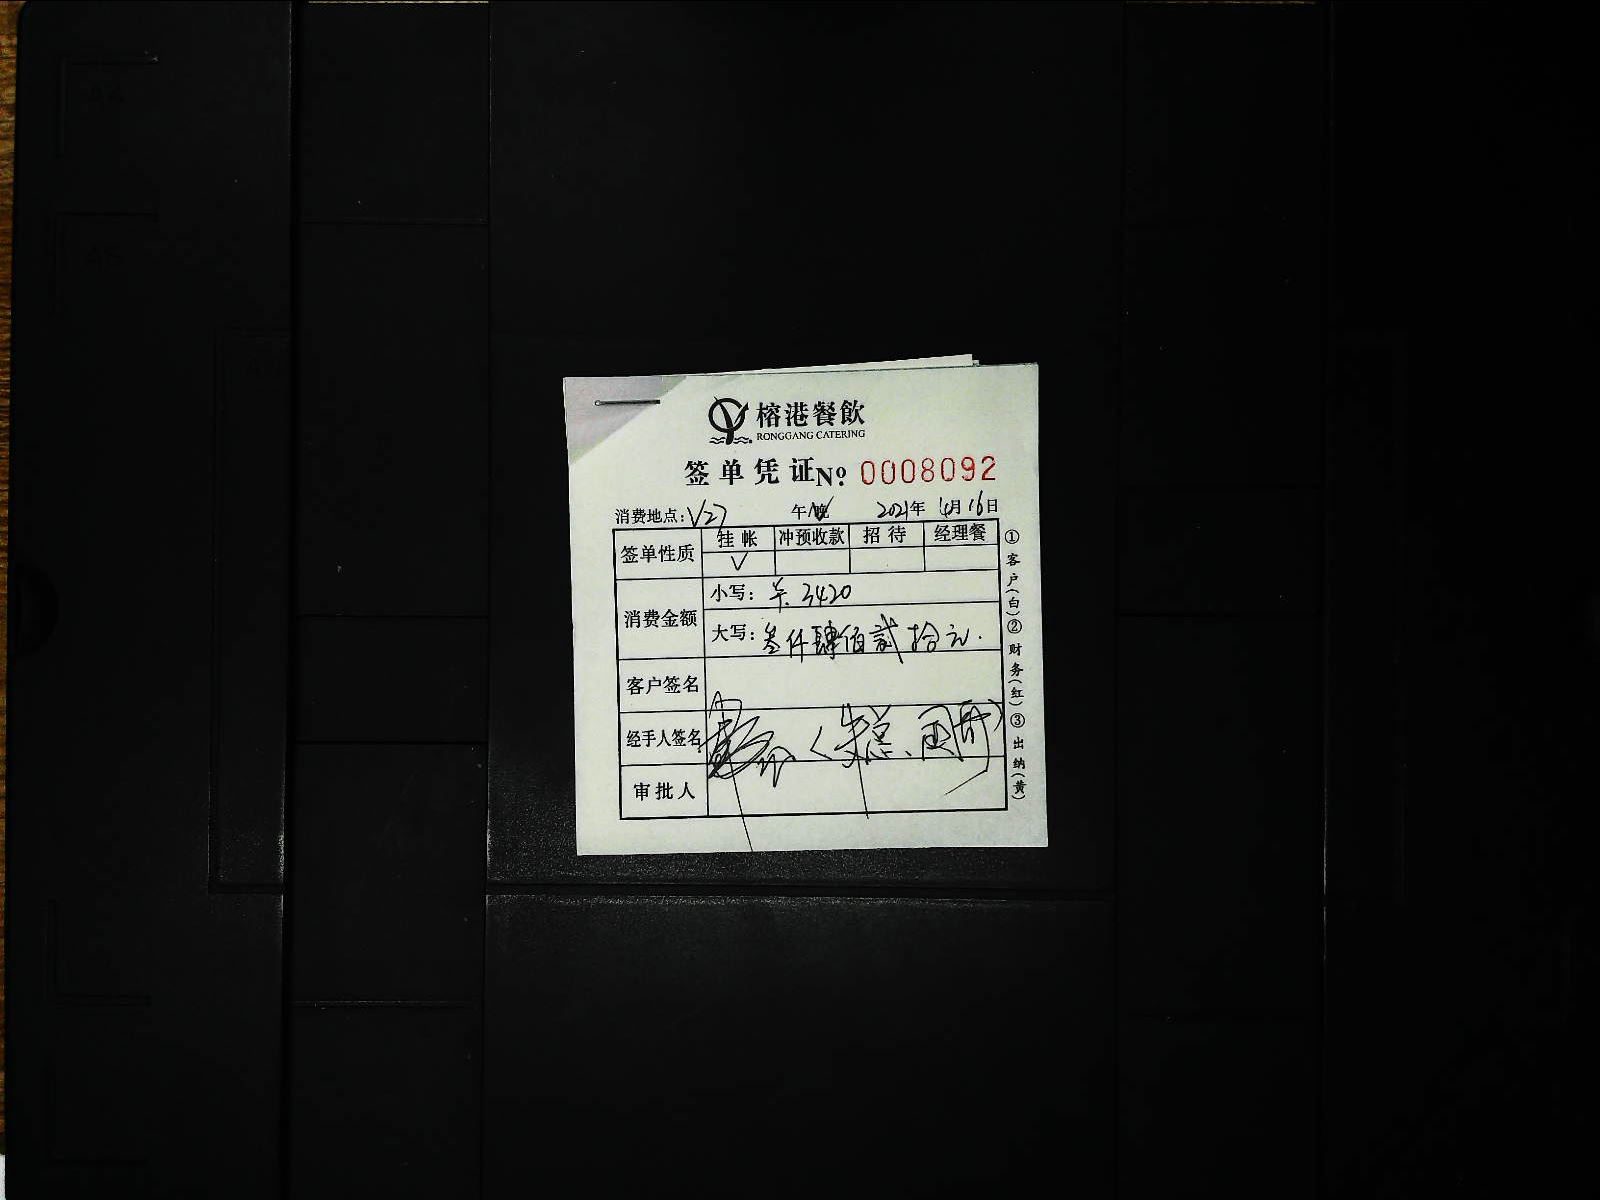 榕港餐飲
RONGGANG CATERING
签单凭证 Nº: 0008092
消费地点: V27 午 晚 2021年 4月 16日
签单性质 挂帐 冲预收款 招待 经理餐
√
消费金额 小写: ¥. 3420
大写: 叁仟肆佰贰拾元.
客户签名
经手人签名 (朱总、
审批人
①客户(白)②财务(红)③出纳(黄)